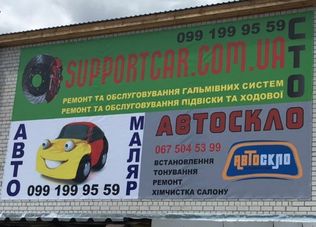 099 199 95 59
SUPPORTCAR.COM.UA
СТО
РЕМОНТ ТА ОБСЛУГОВУВАННЯ ГАЛЬМІВНИХ СИСТЕМ
РЕМОНТ ТА ОБСЛУГОВУВАННЯ ПІДВІСКИ ТА ХОДОВОЇ
АВТО
МАЛЯР
099 199 95 59
АВТОСКЛО
067 504 53 99
ВСТАНОВЛЕННЯ
ТОНУВАННЯ
РЕМОНТ
ХІМЧИСТКА САЛОНУ
АВТОСКЛО